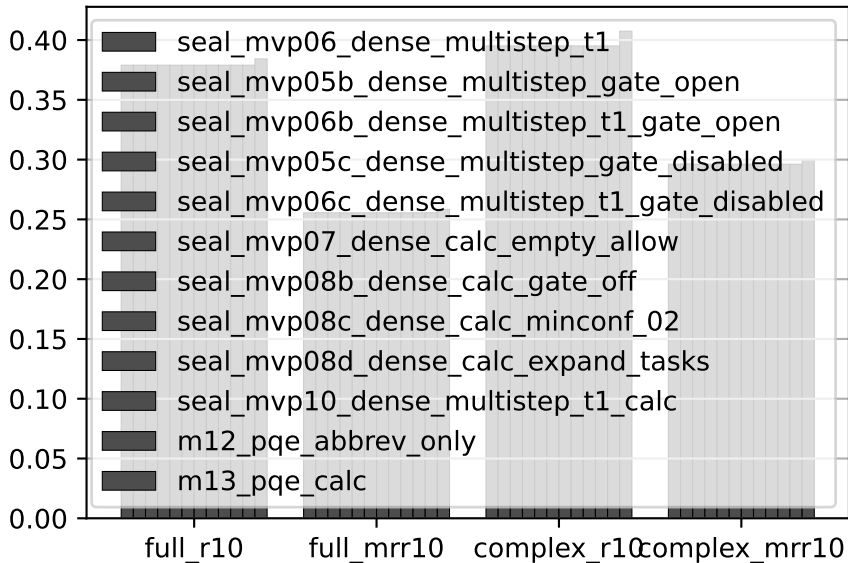 0.40
0.35
0.30
0.25
0.20
0.15
0.10
0.05
0.00
seal_mvp06_dense_multistep_t1
seal_mvp05b_dense_multistep_gate_open
seal_mvp06b_dense_multistep_t1_gate_open
seal_mvp05c_dense_multistep_gate_disabled
seal_mvp06c_dense_multistep_t1_gate_disabled
seal_mvp07_dense_calc_empty_allow
seal_mvp08b_dense_calc_gate_off
seal_mvp08c_dense_calc_minconf_02
seal_mvp08d_dense_calc_expand_tasks
seal_mvp10_dense_multistep_t1_calc
m12_pqe_abbrev_only
m13_pqe_calc
full_r10 full_mrr10 complex_r10 complex_mrr10